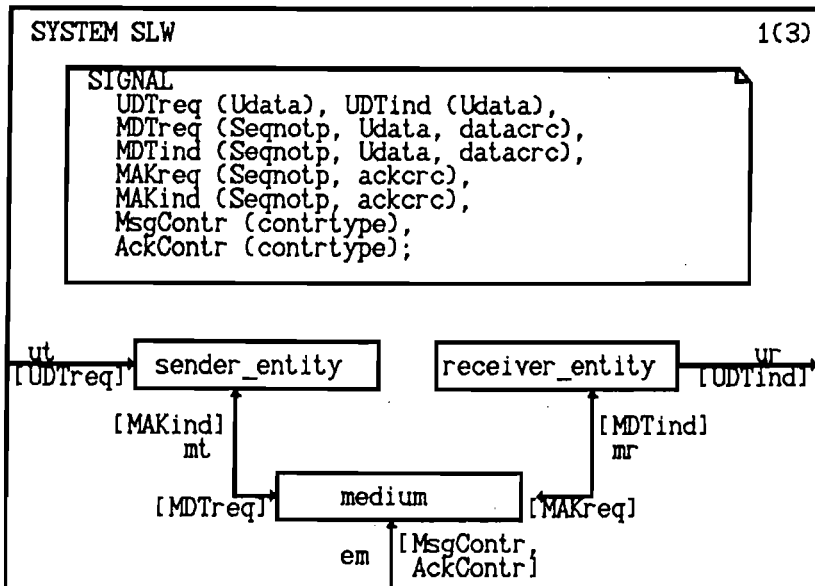 SYSTEM SLW 1(3)
SIGNAL
UDTreq (Udata), UDTind (Udata),
MDTreq (Seqnotp, Udata, datacrc),
MDTind (Seqnotp, Udata, datacrc),
MAKreq (Seqnotp, ackcrc),
MAKind (Seqnotp, ackcrc),
MsgContr (contrtype),
AckContr (contrtype);
ut
[UDTreq]
sender_entity
receiver_entity
ur
[UDTind]
[MAKind]
mt
[MDTind]
mr
[MDTreq]
medium
[MAKreq]
em
[MsgContr,
AckContr]